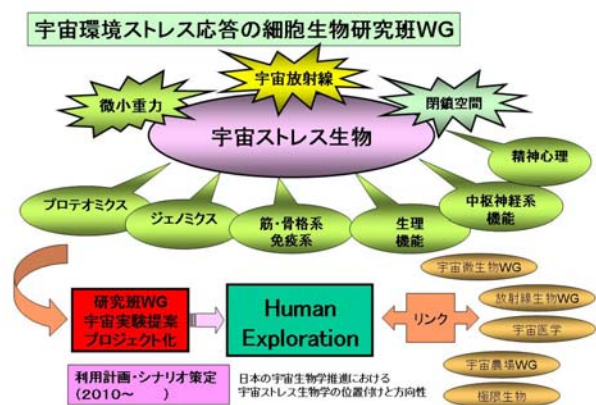 宇宙環境ストレス応答の細胞生物研究班WG
宇宙放射線
微小重力
閉鎖空間
宇宙ストレス生物
精神心理
プロテオミクス
ジェノミクス
筋・骨格系
免疫系
生理
機能
中枢神経系
機能
宇宙微生物WG
研究班WG
宇宙実験提案
プロジェクト化
Human
Exploration
リンク
放射線生物WG
宇宙医学
宇宙農場WG
極限生物
利用計画・シナリオ策定
(2010~　　)
日本の宇宙生物学推進における
宇宙ストレス生物学の位置付けと方向性